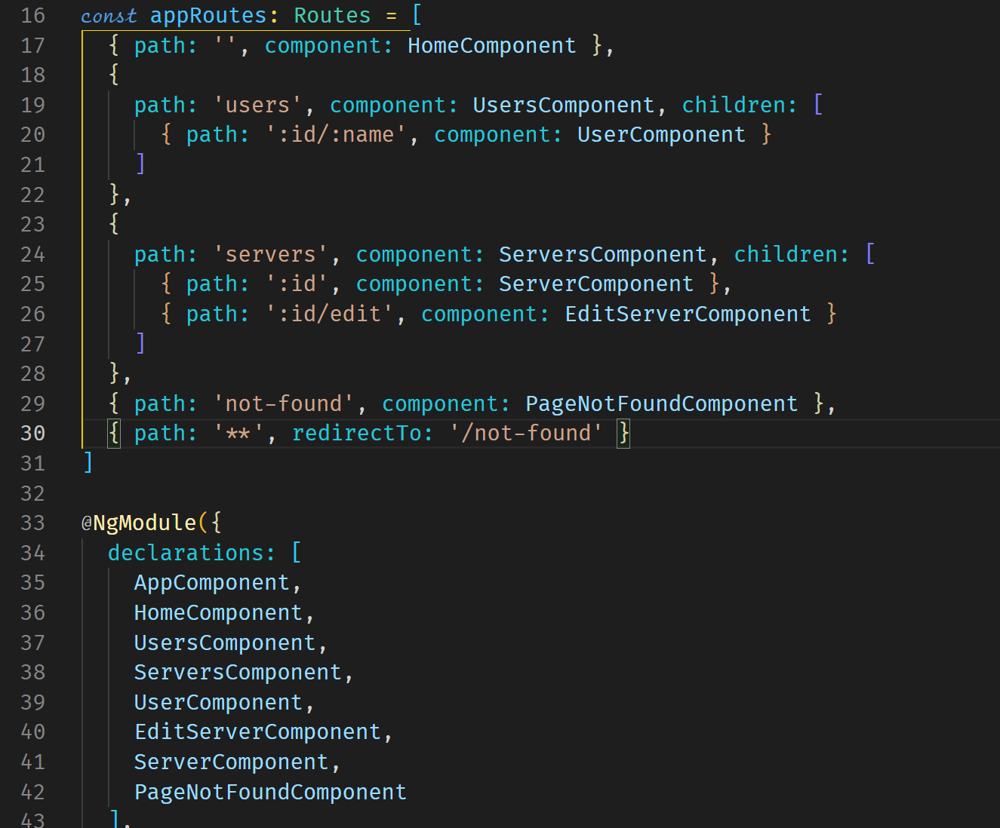 16 const appRoutes: Routes = [
17   { path: '', component: HomeComponent },
18   {
19     path: 'users', component: UsersComponent, children: [
20       { path: ':id/:name', component: UserComponent }
21     ]
22   },
23   {
24     path: 'servers', component: ServersComponent, children: [
25       { path: ':id', component: ServerComponent },
26       { path: ':id/edit', component: EditServerComponent }
27     ]
28   },
29   { path: 'not-found', component: PageNotFoundComponent },
30   { path: '**', redirectTo: '/not-found' }
31 ]
32
33 @NgModule({
34   declarations: [
35     AppComponent,
36     HomeComponent,
37     UsersComponent,
38     ServersComponent,
39     UserComponent,
40     EditServerComponent,
41     ServerComponent,
42     PageNotFoundComponent
43   ],